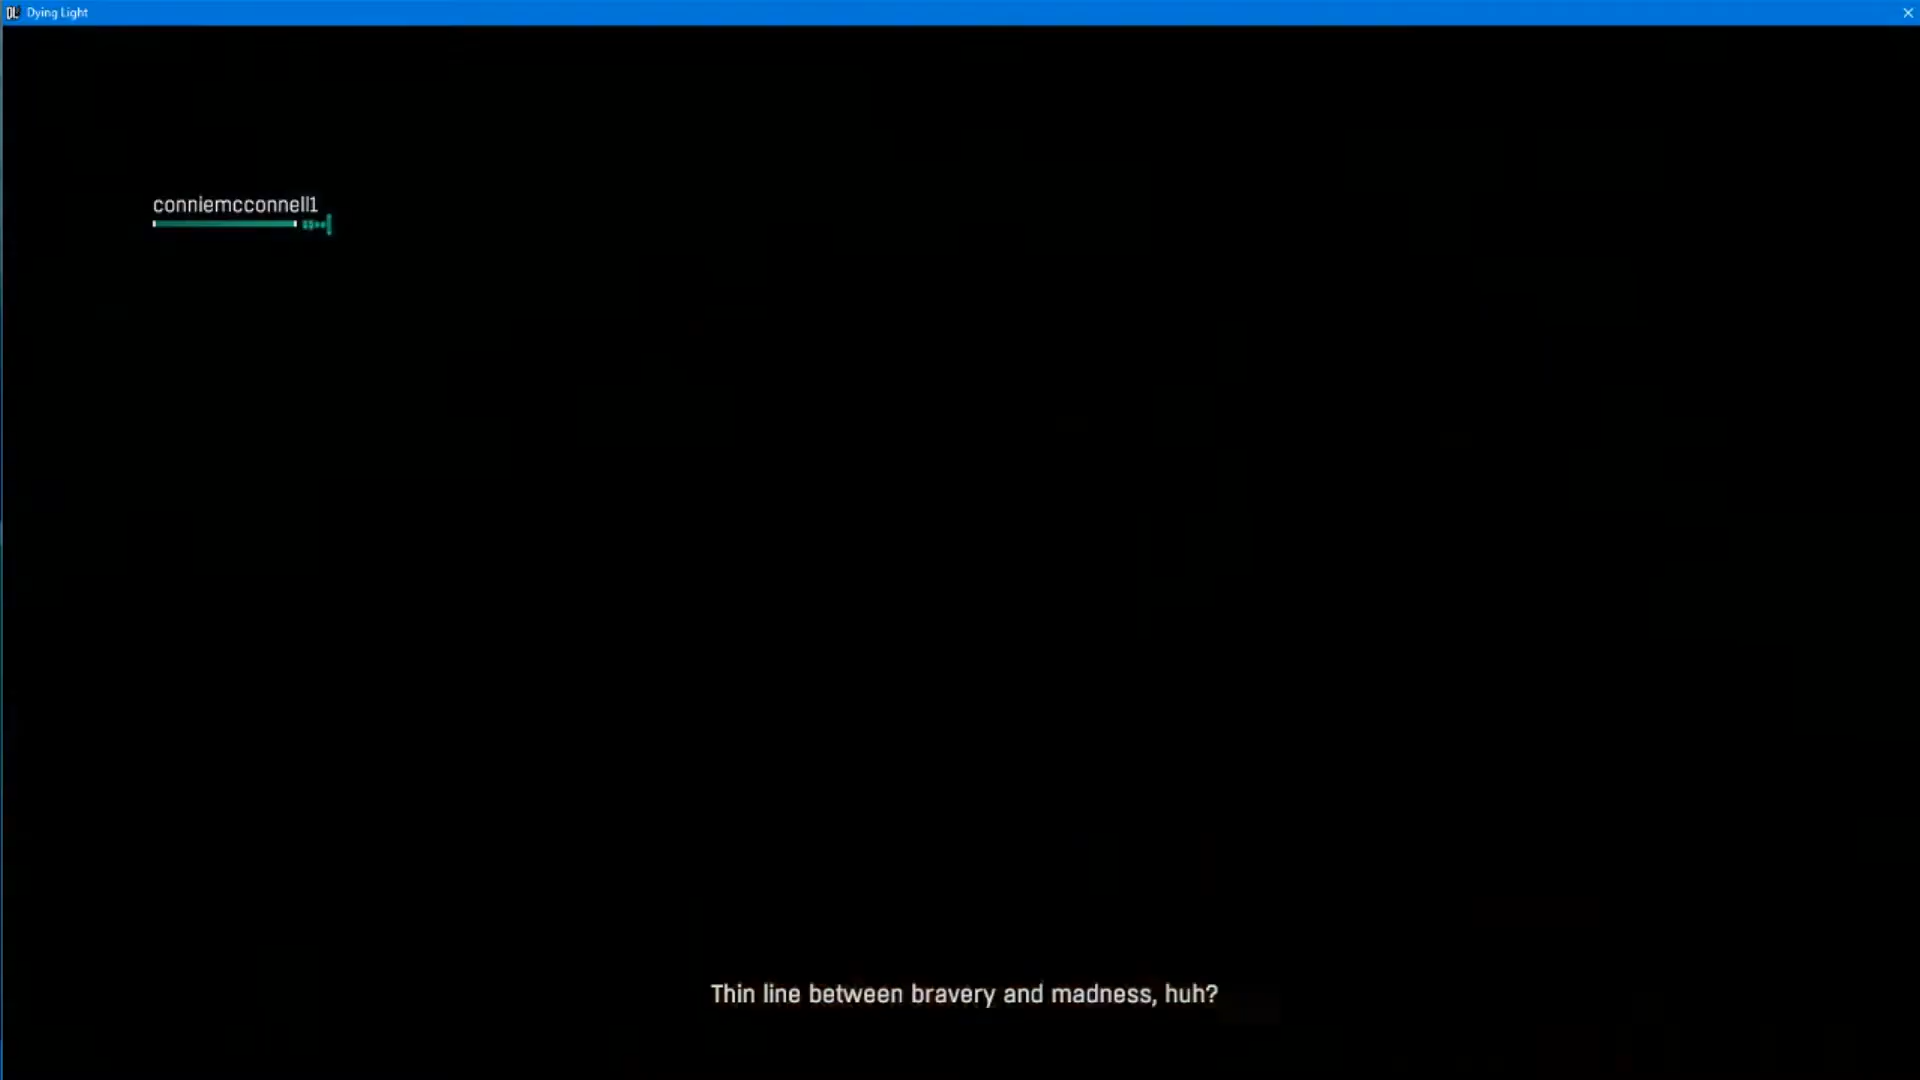 Dying Light
conniemcconnell1
Thin line between bravery and madness, huh?